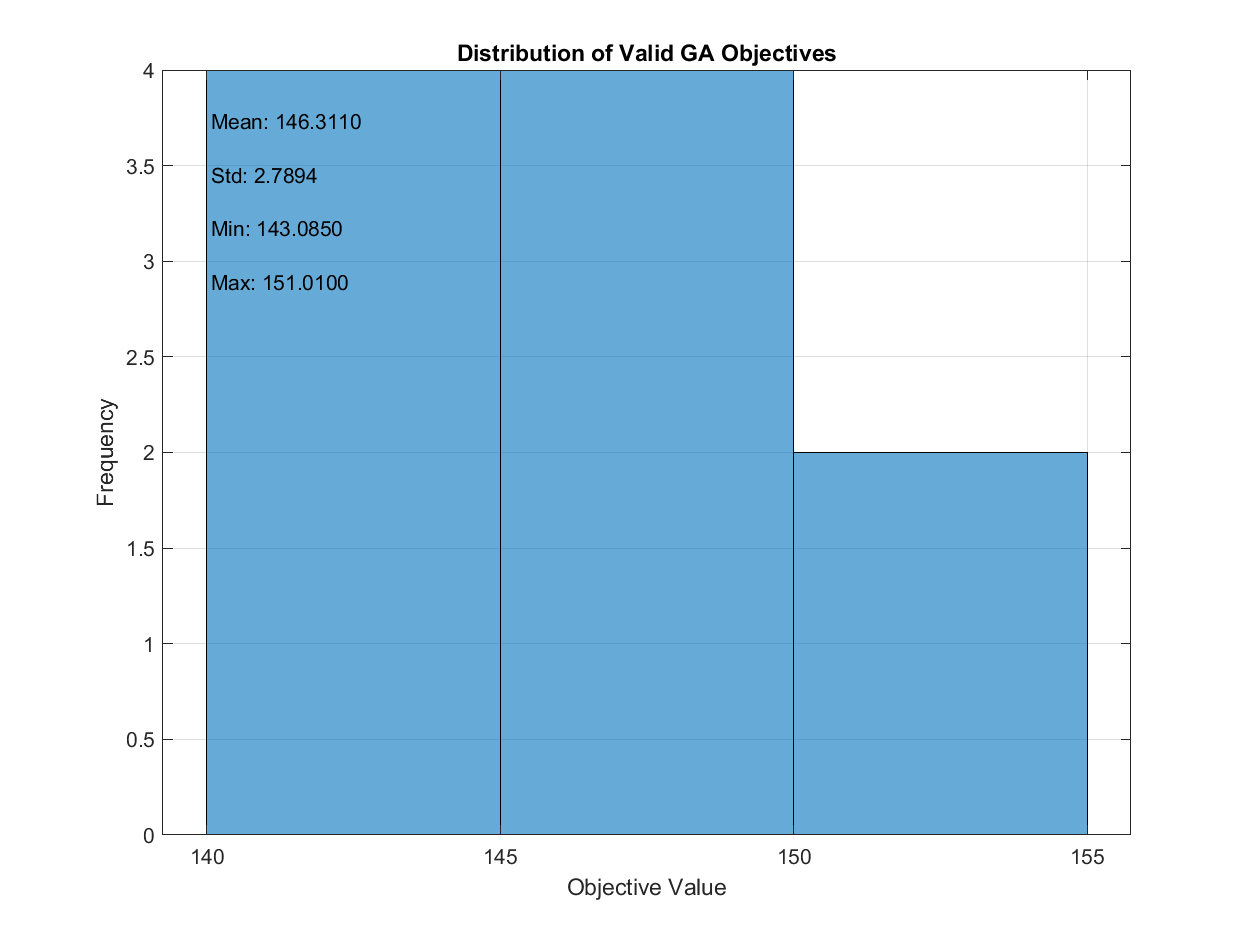 Distribution of Valid GA Objectives
4
3.5
3
2.5
2
1.5
1
0.5
0
Mean: 146.3110
Std: 2.7894
Min: 143.0850
Max: 151.0100
Frequency
140 145 150 155
Objective Value